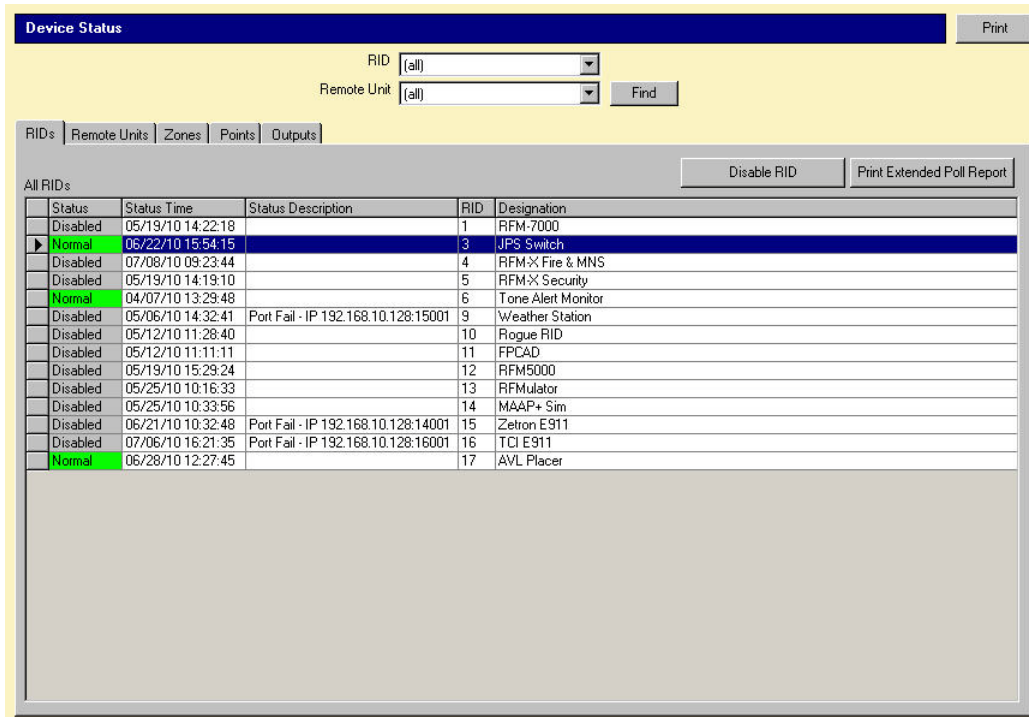 Device Status Print
RID (all)
Remote Unit (all) Find
RIDs Remote Units Zones Points Outputs
Disable RID Print Extended Poll Report
All RIDs
Status Status Time Status Description RID Designation
Disabled 05/19/10 14:22:18 1 RFM-7000
Normal 06/22/10 15:54:15 3 JPS Switch
Disabled 07/08/10 09:23:44 4 RFM-X Fire & MNS
Disabled 05/19/10 14:19:10 5 RFM-X Security
Normal 04/07/10 13:29:48 6 Tone Alert Monitor
Disabled 05/06/10 14:32:41 Port Fail - IP 192.168.10.128:15001 9 Weather Station
Disabled 05/12/10 11:28:40 10 Rogue RID
Disabled 05/12/10 11:11:11 11 FPCAD
Disabled 05/19/10 15:29:24 12 RFM5000
Disabled 05/25/10 10:16:33 13 RFMulator
Disabled 05/25/10 10:33:56 14 MAAP+ Sim
Disabled 06/21/10 10:32:48 Port Fail - IP 192.168.10.128:14001 15 Zetron E911
Disabled 07/06/10 16:21:35 Port Fail - IP 192.168.10.128:16001 16 TCI E911
Normal 06/28/10 12:27:45 17 AVL Placer